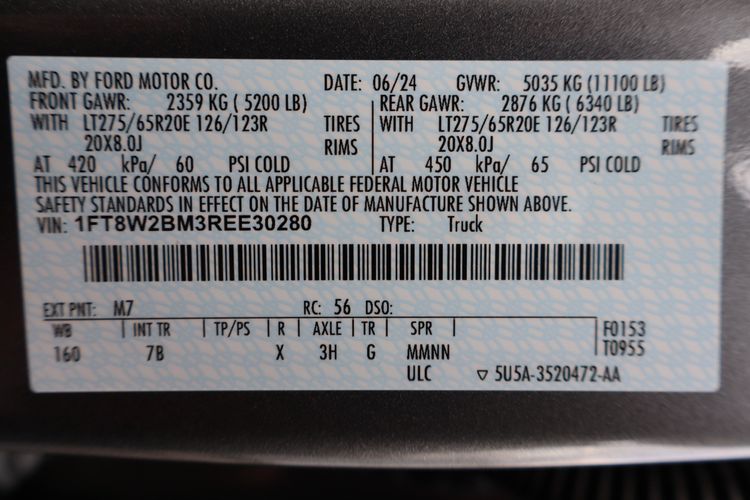 MFD. BY FORD MOTOR CO. DATE: 06/24 GVWR: 5035 KG (11100 LB)
FRONT GAWR: 2359 KG ( 5200 LB) REAR GAWR: 2876 KG ( 6340 LB)
WITH LT275/65R20E 126/123R TIRES WITH LT275/65R20E 126/123R TIRES
20X8.0J RIMS 20X8.0J RIMS
AT 420 kPa/ 60 PSI COLD AT 450 kPa/ 65 PSI COLD
THIS VEHICLE CONFORMS TO ALL APPLICABLE FEDERAL MOTOR VEHICLE
SAFETY STANDARDS IN EFFECT ON THE DATE OF MANUFACTURE SHOWN ABOVE.
VIN: 1FT8W2BM3REE30280 TYPE: Truck
EXT PNT: M7 RC: 56 DSO:
WB INT TR TP/PS R AXLE TR SPR F0153
160 7B X 3H G MMNN T0955
ULC ▽ 5U5A-3520472-AA